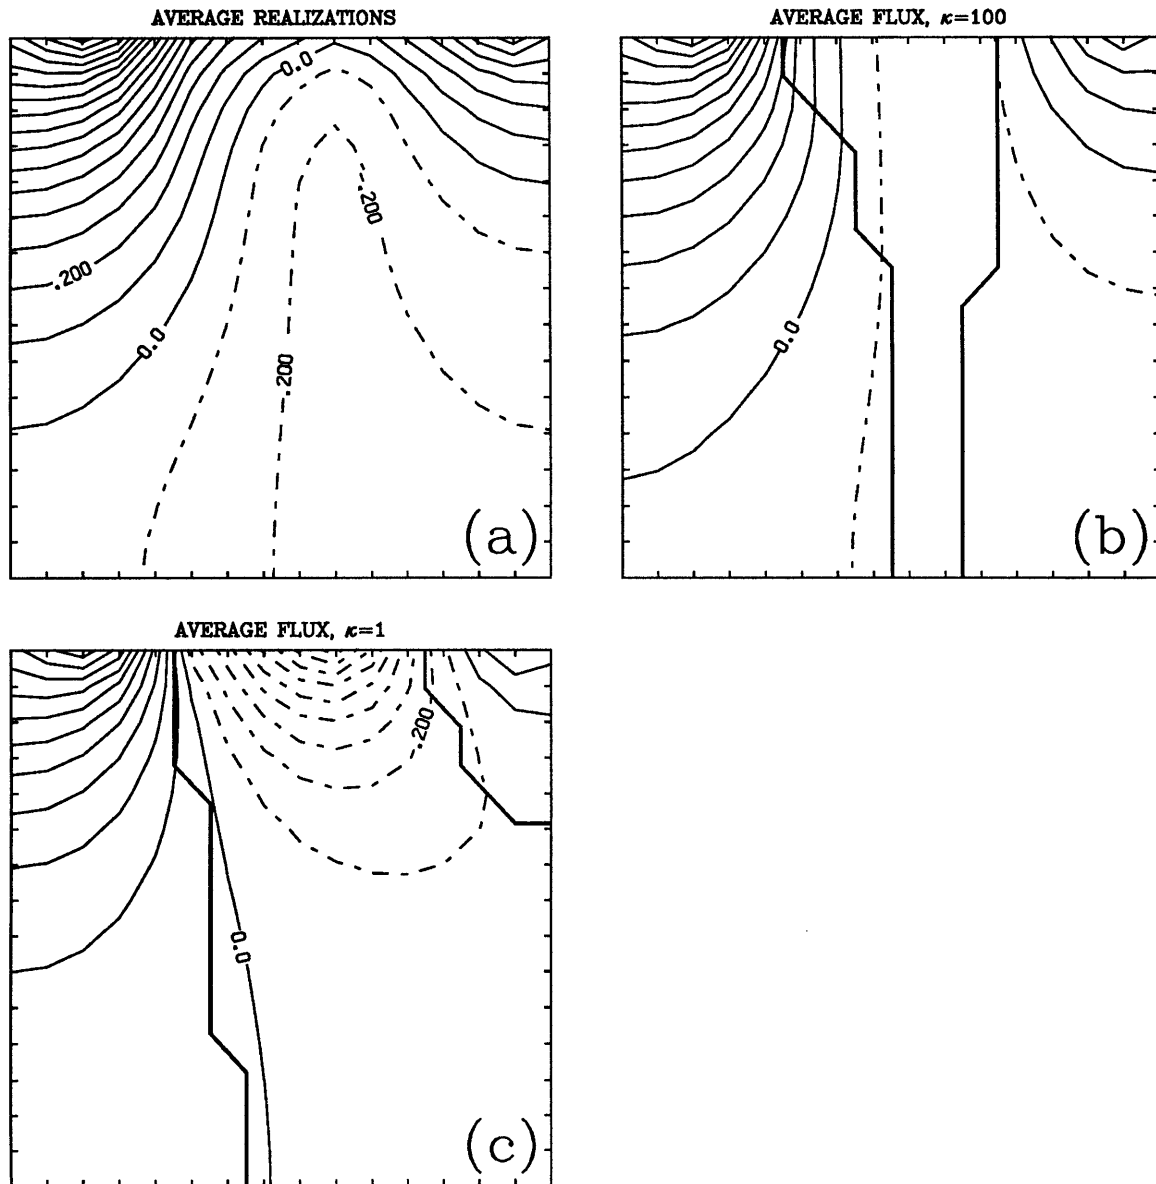 AVERAGE REALIZATIONS
0.0
-.200
.200
0.0
.200
(a)
AVERAGE FLUX, κ=100
0.0
(b)
AVERAGE FLUX, κ=1
.200
0.0
(c)